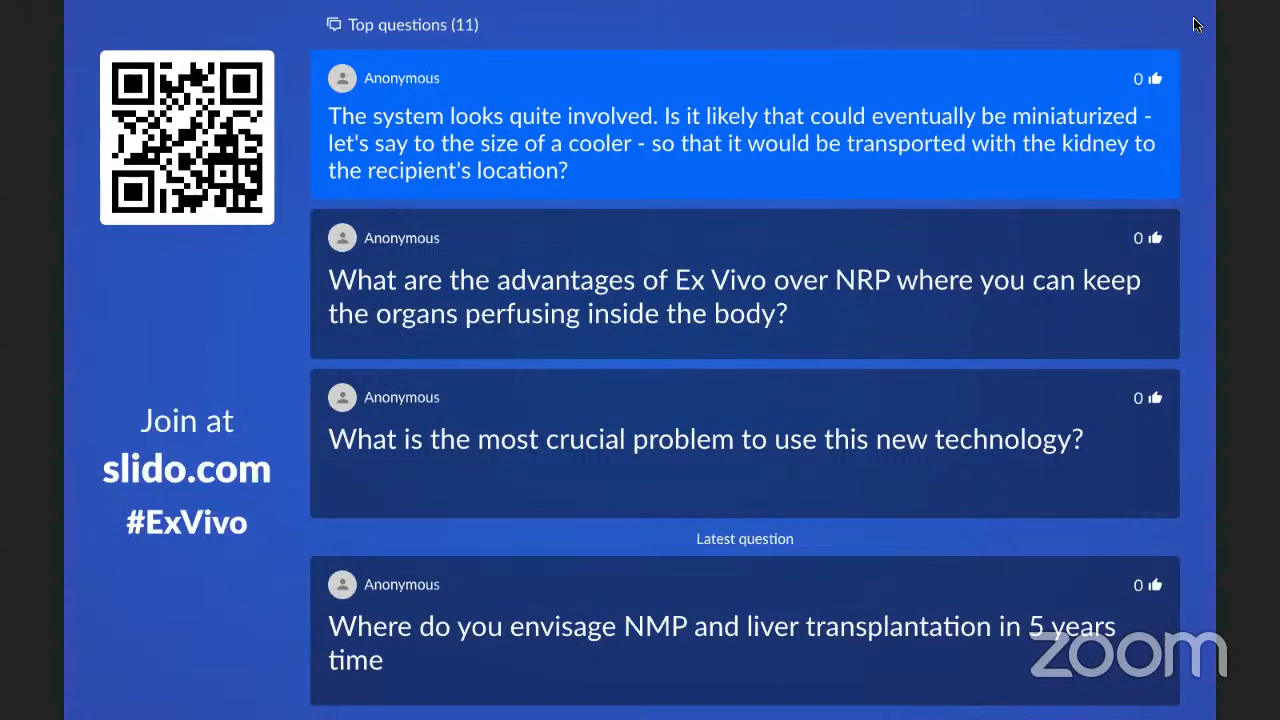 Top questions (11)
Anonymous
0
The system looks quite involved. Is it likely that could eventually be miniaturized -
let's say to the size of a cooler - so that it would be transported with the kidney to
the recipient's location?
Anonymous
0
What are the advantages of Ex Vivo over NRP where you can keep
the organs perfusing inside the body?
Anonymous
0
What is the most crucial problem to use this new technology?
Join at
slido.com
#ExVivo
Latest question
Anonymous
0
Where do you envisage NMP and liver transplantation in 5 years
time
zoom